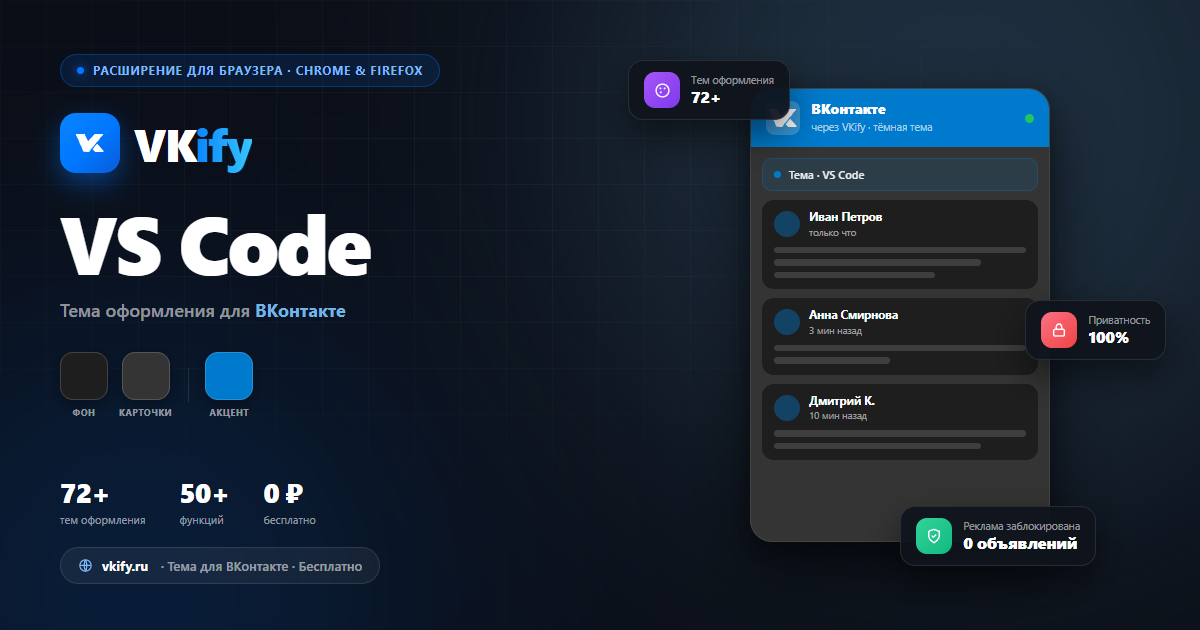 РАСШИРЕНИЕ ДЛЯ БРАУЗЕРА · CHROME & FIREFOX
VKify
VS Code
Тема оформления для ВКонтакте
ФОН
КАРТОЧКИ
АКЦЕНТ
72+
тем оформления
50+
функций
0 ₽
бесплатно
vkify.ru · Тема для ВКонтакте · Бесплатно
Тем оформления
72+
ВКонтакте
через VKify · тёмная тема
Тема · VS Code
Иван Петров
только что
Анна Смирнова
3 мин назад
Дмитрий К.
10 мин назад
Приватность
100%
Реклама заблокирована
0 объявлений